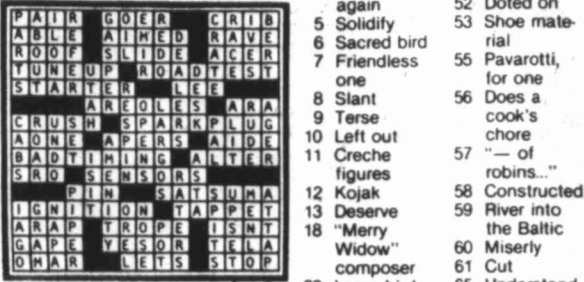 PAIR GOER CRIB
ABLE AIMED RAVE
ROOF SLIDE ACER
TUNEUP ROADTEST
STARTER LEE
AREOLES ARA
CRUSH SPARKPLUG
AONE APERS AIDE
BADTIMING ALTER
SRO SENSORS
PIN SATSUMA
IGNITION TAPPET
ARAP TROPE ISNT
GAPE YESOR TELA
OMAR LETS STOP
again
5 Solidify
6 Sacred bird
7 Friendless
one
8 Slant
9 Terse
10 Left out
11 Creche
figures
12 Kojak
13 Deserve
18 "Merry
Widow"
composer
52 Doted on
53 Shoe mate-
rial
55 Pavarotti,
for one
56 Does a
cook's
chore
57 "— of
robins..."
58 Constructed
59 River into
the Baltic
60 Miserly
61 Cut
65 Understand